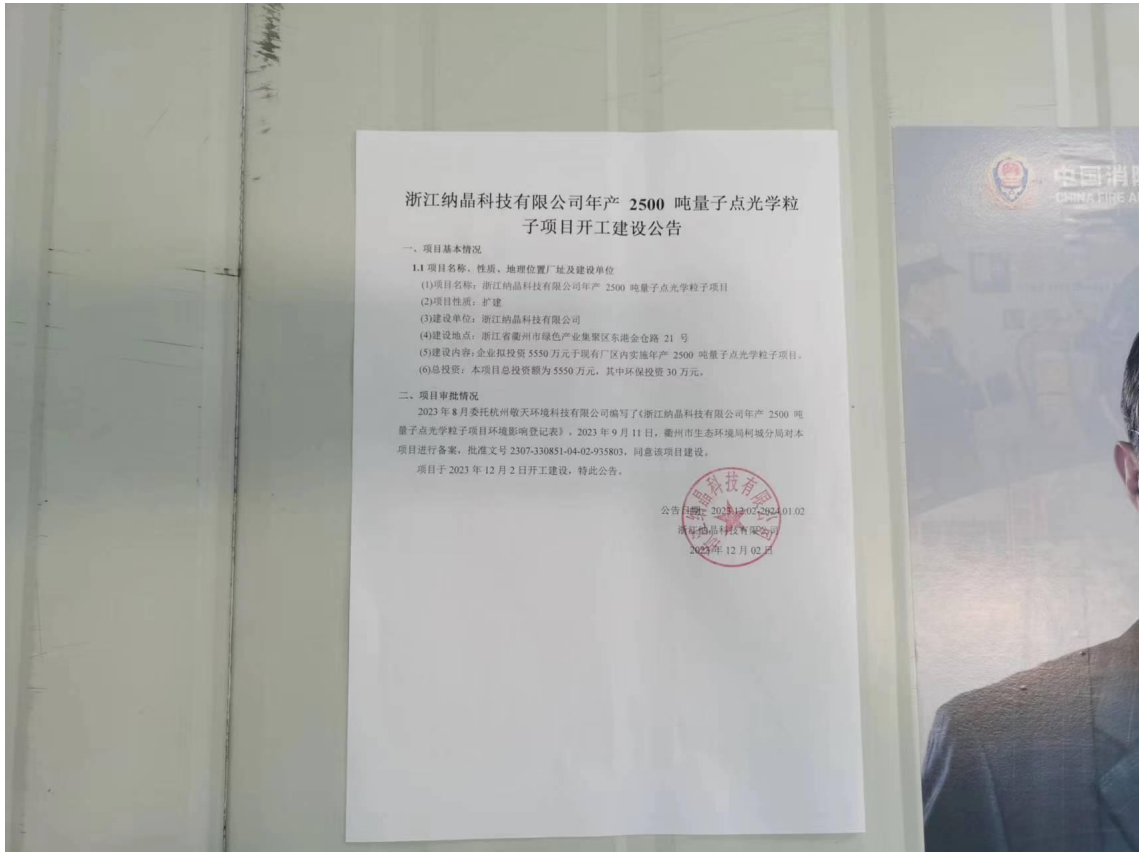 浙江纳晶科技有限公司年产 2500 吨量子点光学粒
子项目开工建设公告
一、项目基本情况
1.1 项目名称、性质、地理位置厂址及建设单位
(1)项目名称：浙江纳晶科技有限公司年产 2500 吨量子点光学粒子项目
(2)项目性质：扩建
(3)建设单位：浙江纳晶科技有限公司
(4)建设地点：浙江省衢州市绿色产业集聚区东港金仓路 21 号
(5)建设内容：企业拟投资 5550 万元于现有厂区内实施年产 2500 吨量子点光学粒子项目。
(6)总投资：本项目总投资额为 5550 万元，其中环保投资 30 万元。
二、项目审批情况
2023 年 8 月委托杭州敬天环境科技有限公司编写了《浙江纳晶科技有限公司年产 2500 吨
量子点光学粒子项目环境影响登记表》。2023 年 9 月 11 日，衢州市生态环境局柯城分局对本
项目进行备案，批准文号 2307-330851-04-02-935803，同意该项目建设。
项目于 2023 年 12 月 2 日开工建设，特此公告。
公告日期：2023.12.02-2024.01.02
浙江纳晶科技有限公司
2023 年 12 月 02 日
浙江纳晶科技有限公司
中国消
CHINA FIRE